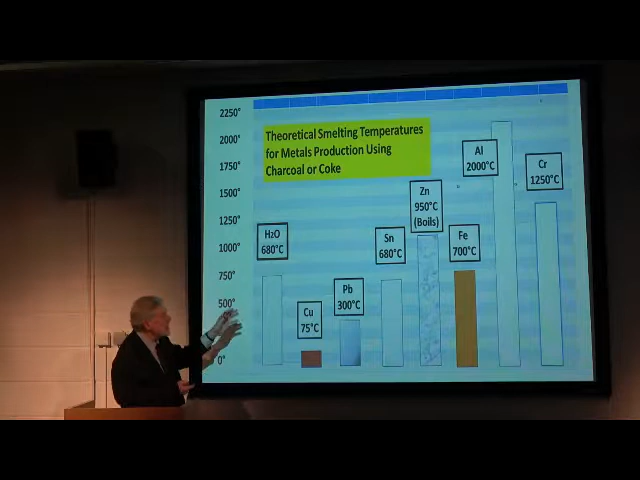 2250°
2000°
1750°
1500°
1250°
1000°
750°
500°
0°
Theoretical Smelting Temperatures
for Metals Production Using
Charcoal or Coke
H₂O
680°C
Cu
75°C
Pb
300°C
Sn
680°C
Zn
950°C
(Boils)
Fe
700°C
Al
2000°C
Cr
1250°C